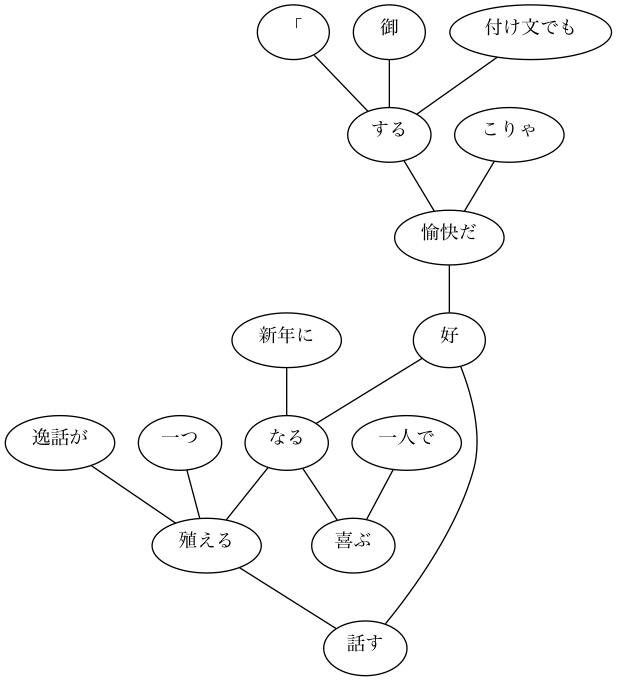 「 御 付け文でも
する こりゃ
愉快だ
新年に 好
逸話が 一つ なる 一人で
殖える 喜ぶ
話す